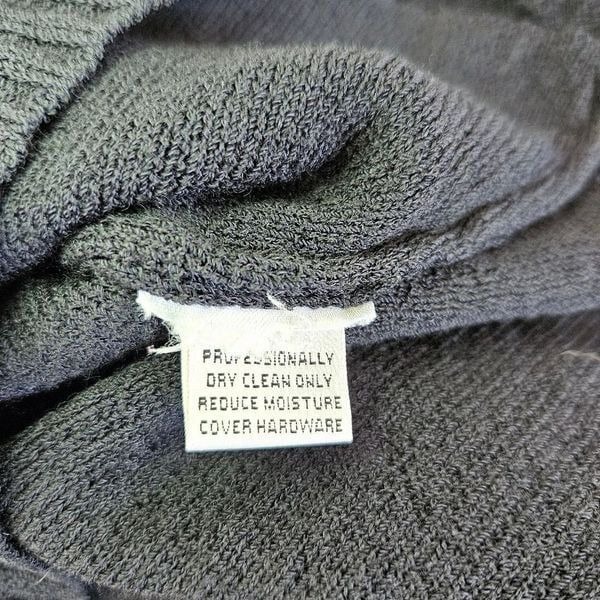 PROFESSIONALLY
DRY CLEAN ONLY
REDUCE MOISTURE
COVER HARDWARE